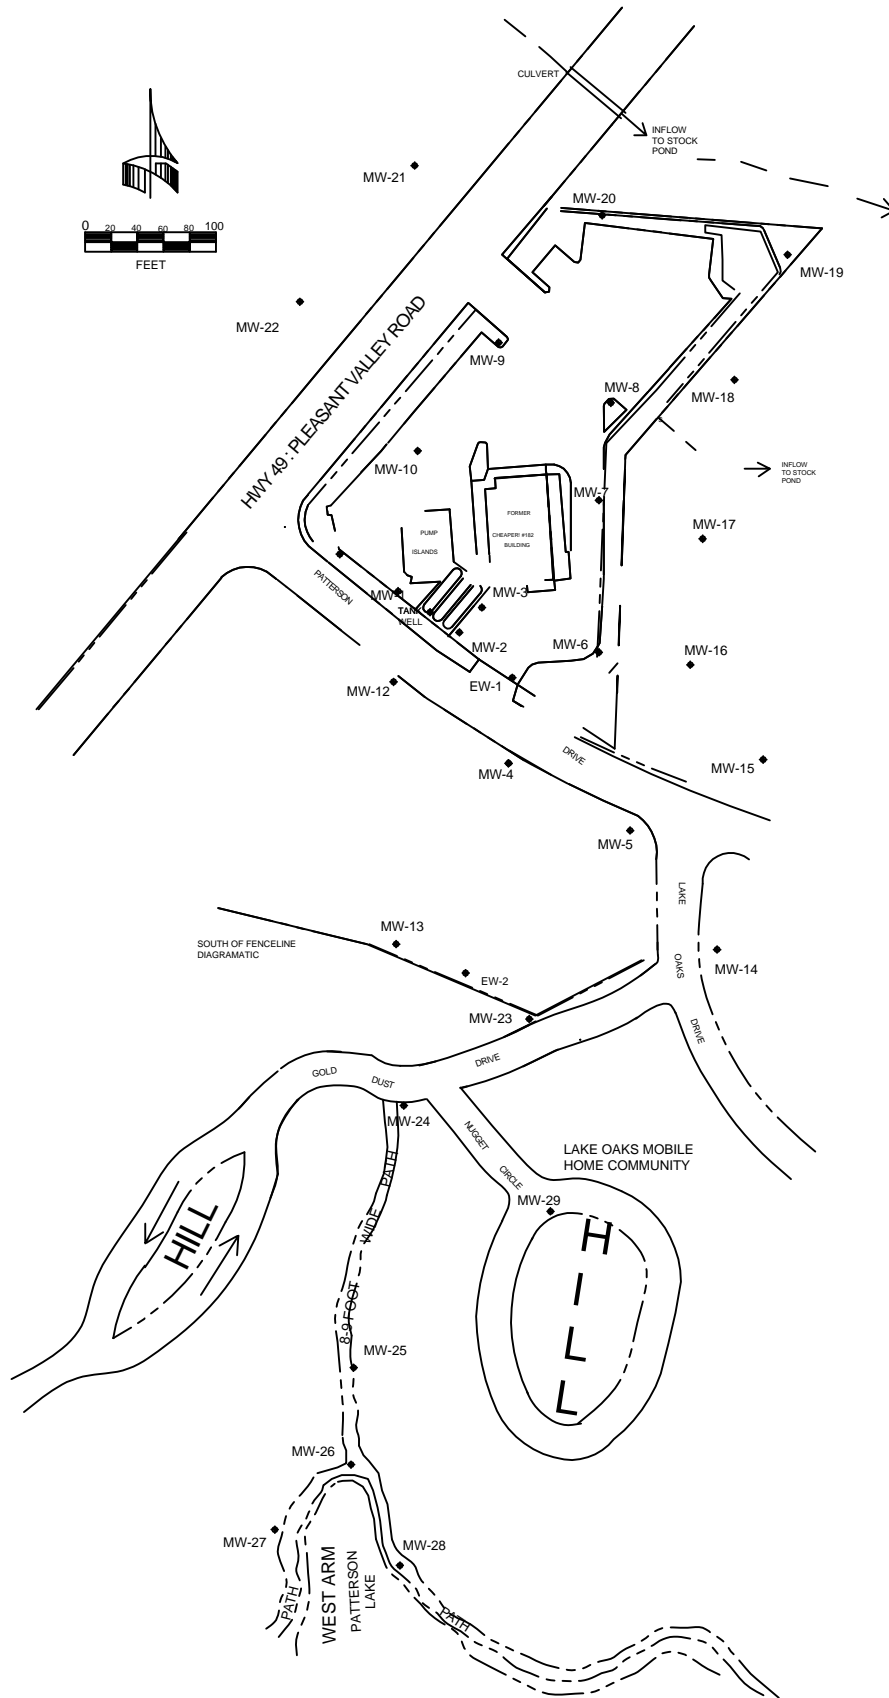 CULVERT
INFLOW
TO STOCK
POND
MW-21
MW-20
0 20 40 60 80 100
FEET
MW-19
MW-22
HWY 49 : PLEASANT VALLEY ROAD
MW-9
MW-18
MW-8
MW-10
INFLOW
TO STOCK
POND
MW-7
FORMER
CHEAPER! #182
BUILDING
PUMP
ISLANDS
MW-17
PATTERSON
MW-1
MW-3
TANK
WELL
MW-2
MW-6
MW-16
EW-1
MW-12
DRIVE
MW-4
MW-15
MW-5
LAKE
OAKS
DRIVE
MW-13
SOUTH OF FENCELINE
DIAGRAMATIC
MW-14
EW-2
MW-23
GOLD
DUST
DRIVE
MW-24
NUGGET
CIRCLE
LAKE OAKS MOBILE
HOME COMMUNITY
8-9 FOOT WIDE PATH
MW-29
HILL
HILL
MW-25
MW-26
MW-27
MW-28
WEST ARM
PATTERSON
LAKE
PATH
PATH